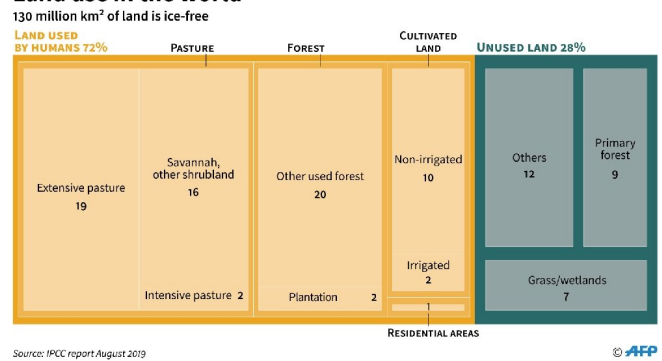 130 million km² of land is ice-free
LAND USED
BY HUMANS 72%
PASTURE
FOREST
CULTIVATED
LAND
UNUSED LAND 28%
Extensive pasture
19
Savannah,
other shrubland
16
Intensive pasture 2
Other used forest
20
Plantation 2
Non-irrigated
10
Irrigated
2
1
RESIDENTIAL AREAS
Others
12
Primary
forest
9
Grass/wetlands
7
Source: IPCC report August 2019
© AFP